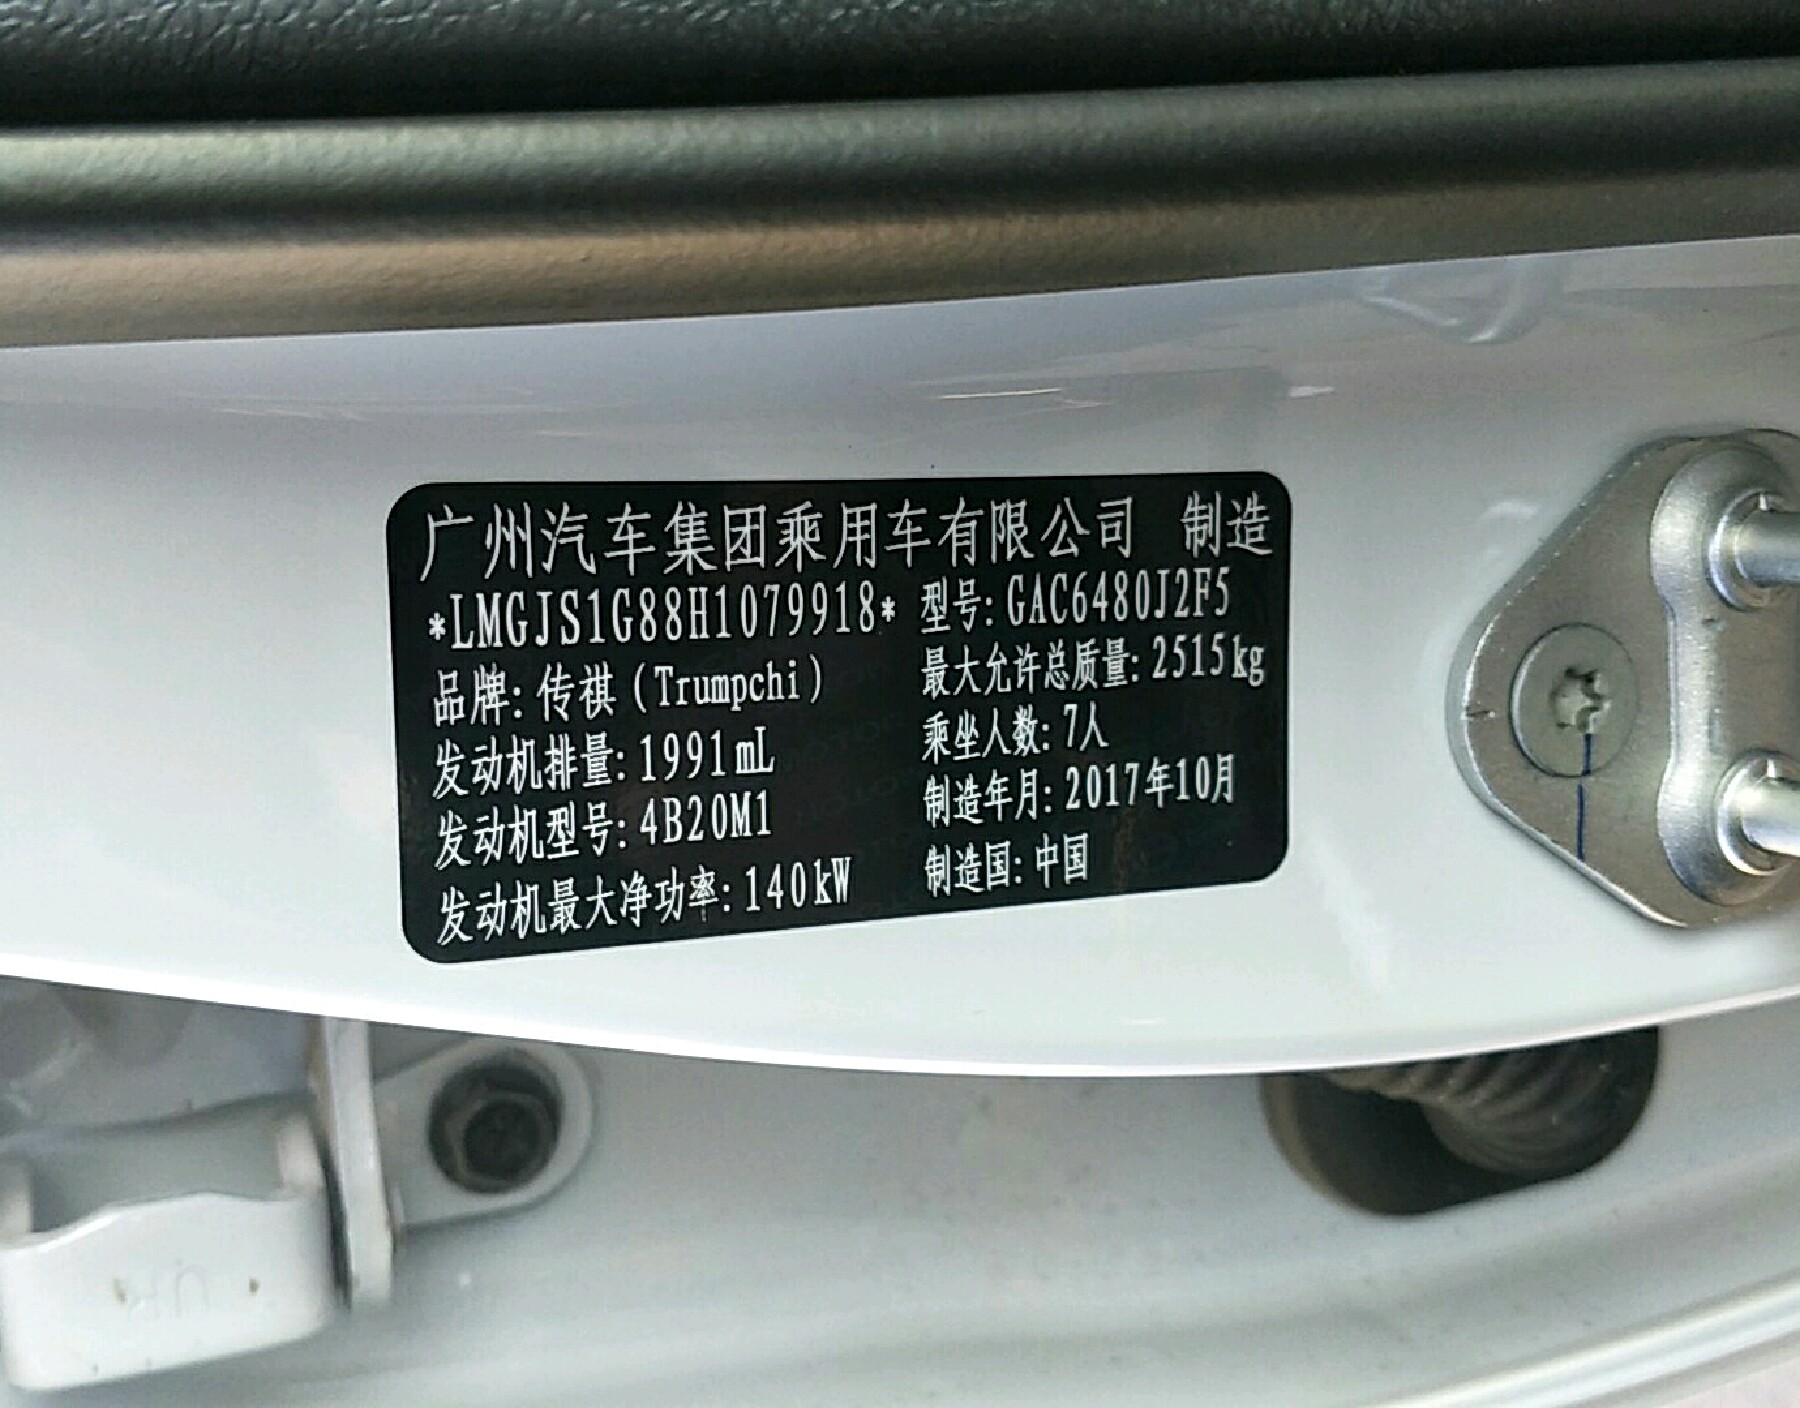 广州汽车集团乘用车有限公司 制造
*LMGJS1G88H1079918* 型号: GAC6480J2F5
品牌: 传祺 (Trumpchi) 最大允许总质量: 2515kg
发动机排量: 1991mL 乘坐人数: 7人
发动机型号: 4B20M1 制造年月: 2017年10月
发动机最大净功率: 140kW 制造国: 中国